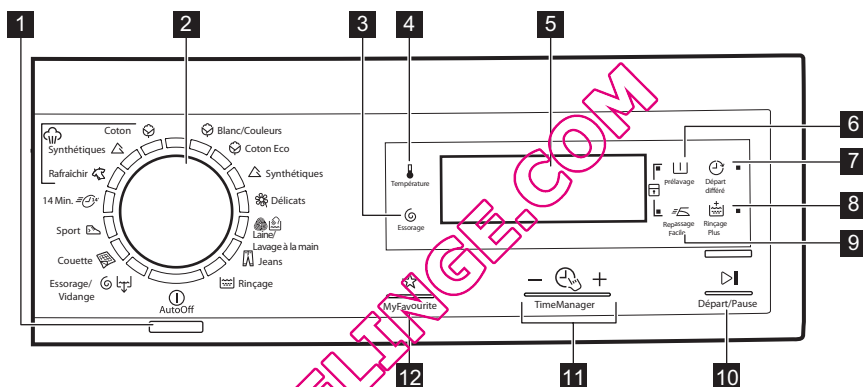 1
2
3
4
5
6
7
8
9
10
11
12
Coton
Synthétiques
Rafraîchir
14 Min.
Sport
Couette
Essorage/
Vidange
AutoOff
Blanc/Couleurs
Coton Eco
Synthétiques
Délicats
Laine/
Lavage à la main
Jeans
Rinçage
Température
Essorage
Prélavage
Départ
différé
Repassage
Facile
Rinçage
Plus
MyFavourite
TimeManager
Départ/Pause
ELINGE.COM